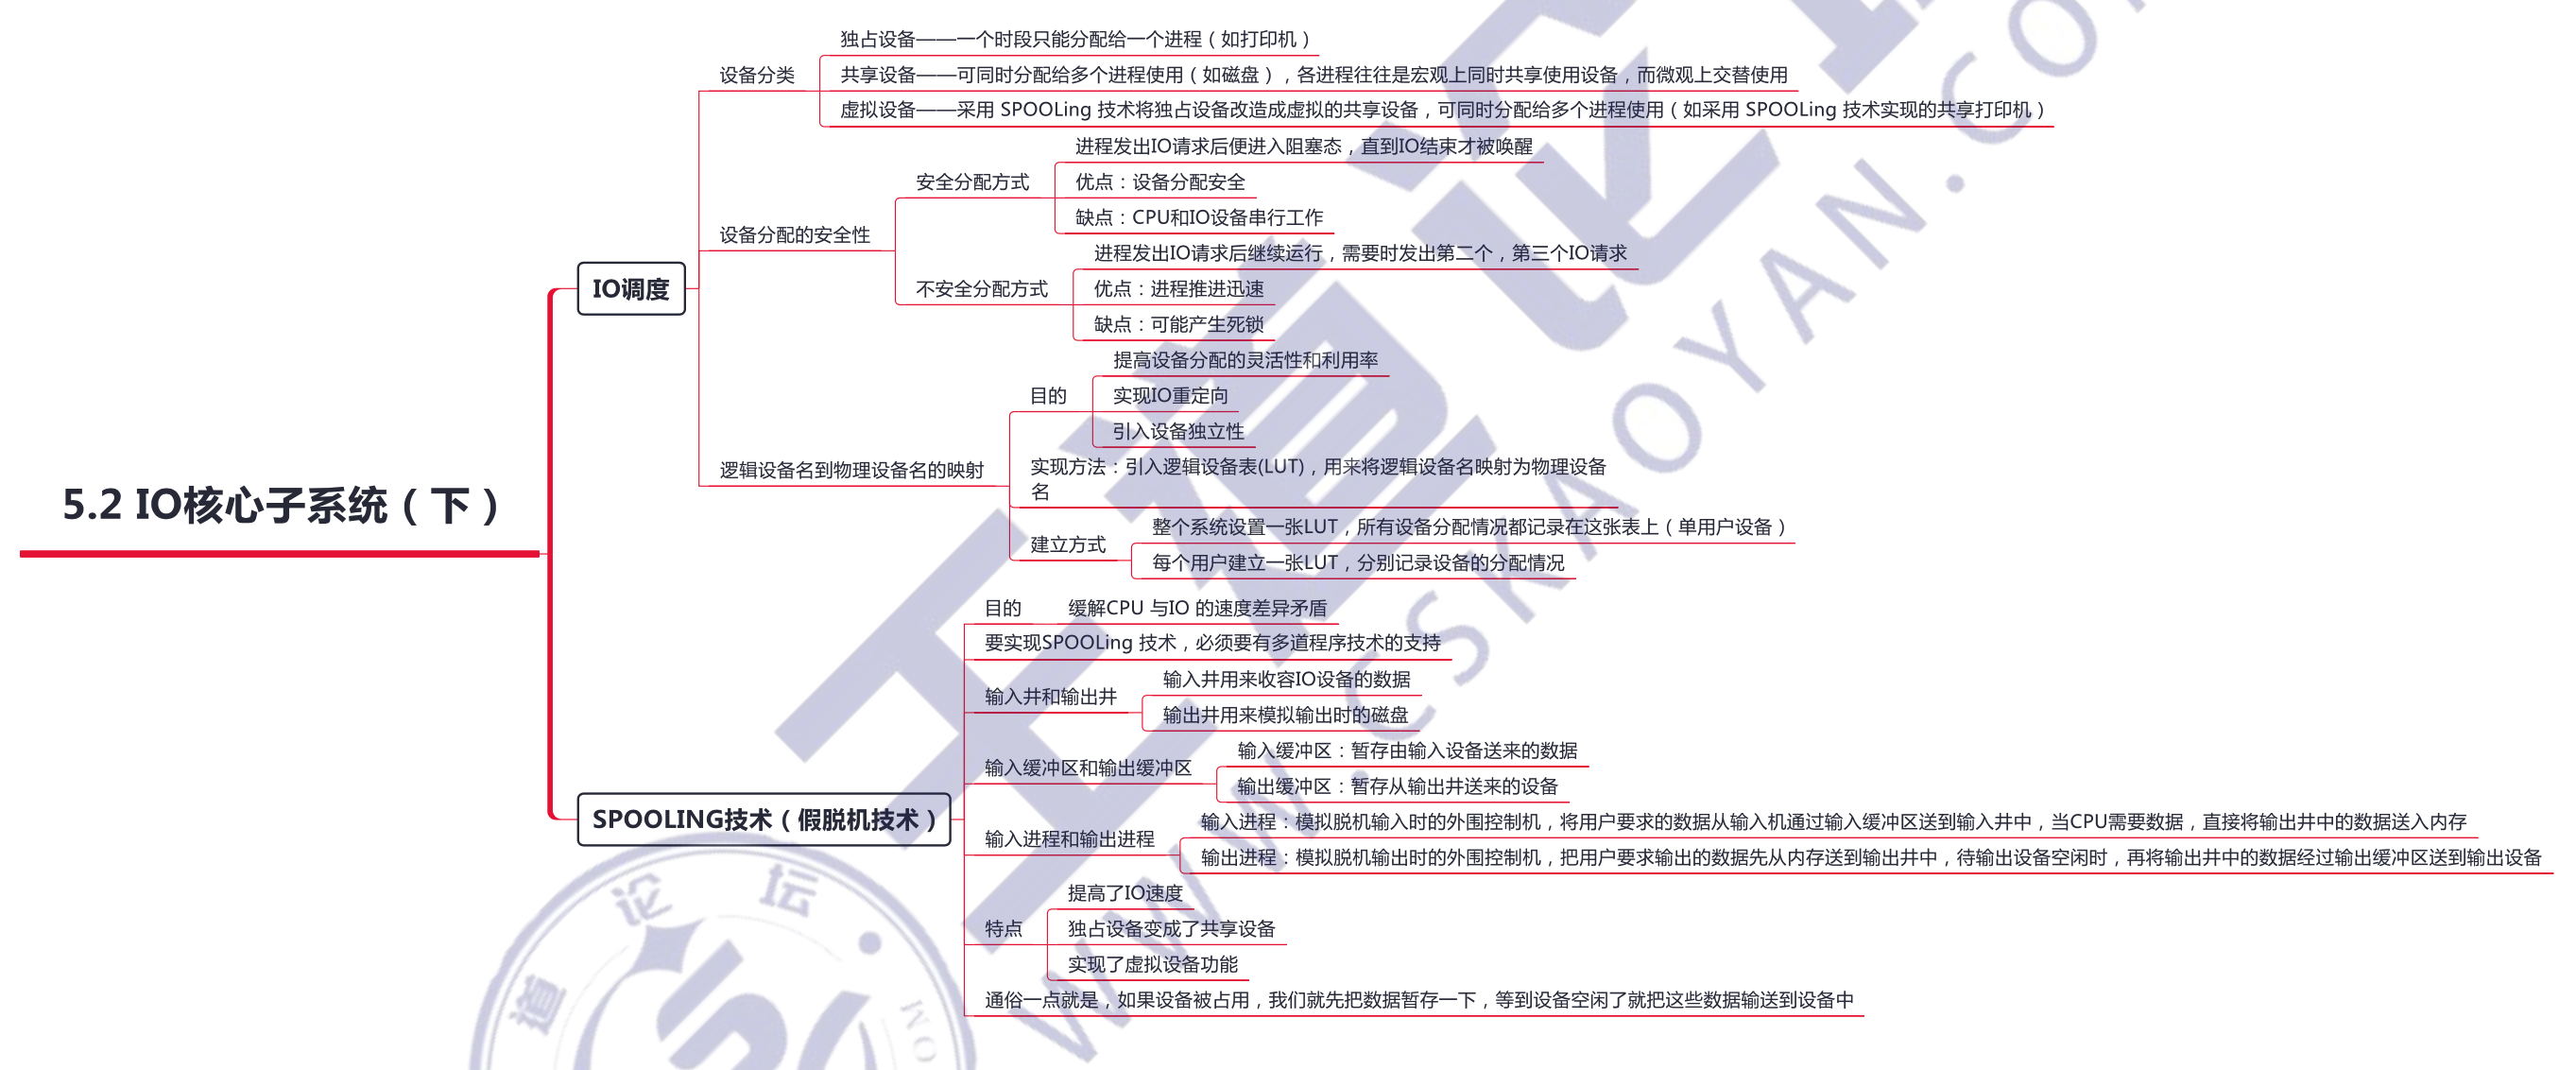 5.2 IO核心子系统（下）
IO调度
设备分类
独占设备——一个时段只能分配给一个进程（如打印机）
共享设备——可同时分配给多个进程使用（如磁盘），各进程往往是宏观上同时共享使用设备，而微观上交替使用
虚拟设备——采用 SPOOLing 技术将独占设备改造成虚拟的共享设备，可同时分配给多个进程使用（如采用 SPOOLing 技术实现的共享打印机）
设备分配的安全性
安全分配方式
进程发出IO请求后便进入阻塞态，直到IO结束才被唤醒
优点：设备分配安全
缺点：CPU和IO设备串行工作
不安全分配方式
进程发出IO请求后继续运行，需要时发出第二个，第三个IO请求
优点：进程推进迅速
缺点：可能产生死锁
逻辑设备名到物理设备名的映射
目的
提高设备分配的灵活性和利用率
实现IO重定向
引入设备独立性
实现方法：引入逻辑设备表(LUT)，用来将逻辑设备名映射为物理设备
名
建立方式
整个系统设置一张LUT，所有设备分配情况都记录在这张表上（单用户设备）
每个用户建立一张LUT，分别记录设备的分配情况
SPOOLING技术（假脱机技术）
目的
缓解CPU 与IO 的速度差异矛盾
要实现SPOOLing 技术，必须要有多道程序技术的支持
输入井和输出井
输入井用来收容IO设备的数据
输出井用来模拟输出时的磁盘
输入缓冲区和输出缓冲区
输入缓冲区：暂存由输入设备送来的数据
输出缓冲区：暂存从输出井送来的设备
输入进程和输出进程
输入进程：模拟脱机输入时的外围控制机，将用户要求的数据从输入机通过输入缓冲区送到输入井中，当CPU需要数据，直接将输出井中的数据送入内存
输出进程：模拟脱机输出时的外围控制机，把用户要求输出的数据先从内存送到输出井中，待输出设备空闲时，再将输出井中的数据经过输出缓冲区送到输出设备
特点
提高了IO速度
独占设备变成了共享设备
实现了虚拟设备功能
通俗一点就是，如果设备被占用，我们就先把数据暂存一下，等到设备空闲了就把这些数据输送到设备中
王道论
WWW.CSKAOYAN.CO
道论坛
OM